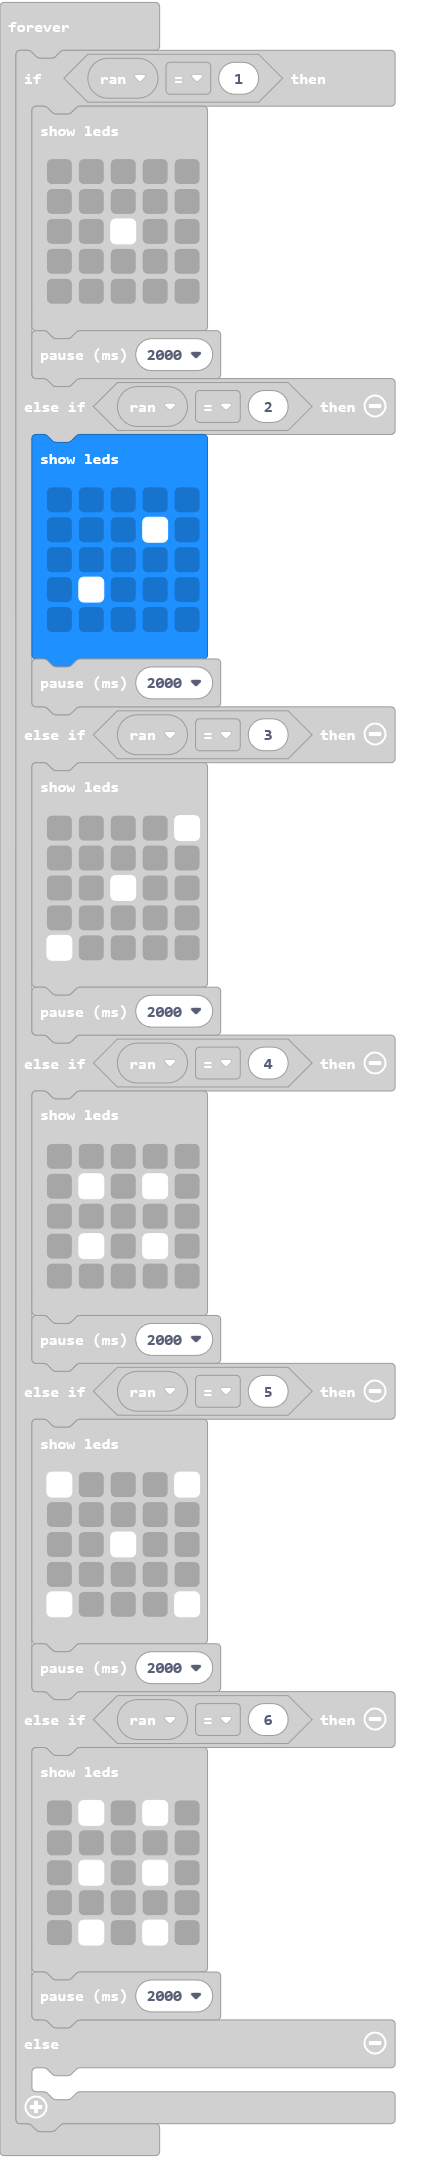 forever
if ran = 1 then
show leds
pause (ms) 2000
else if ran = 2 then
show leds
pause (ms) 2000
else if ran = 3 then
show leds
pause (ms) 2000
else if ran = 4 then
show leds
pause (ms) 2000
else if ran = 5 then
show leds
pause (ms) 2000
else if ran = 6 then
show leds
pause (ms) 2000
else